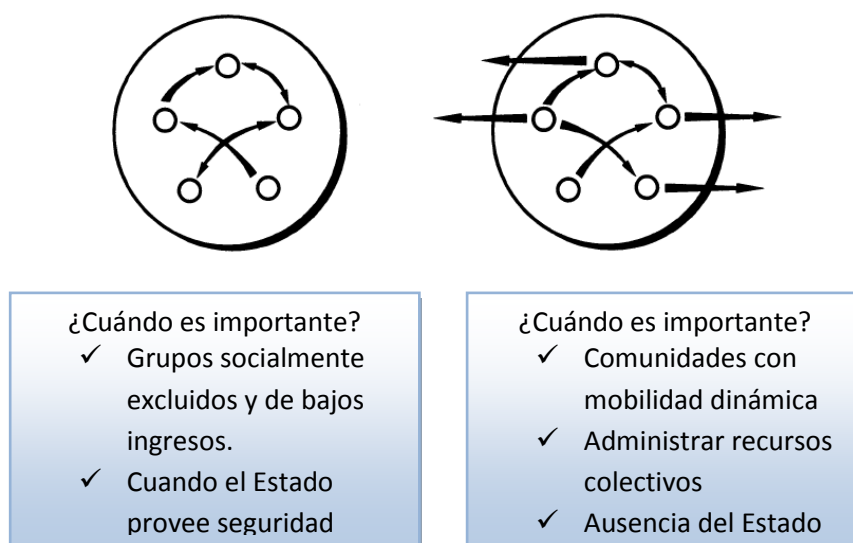 ¿Cuándo es importante?
✓ Grupos socialmente
excluidos y de bajos
ingresos.
✓ Cuando el Estado
provee seguridad
¿Cuándo es importante?
✓ Comunidades con
mobilidad dinámica
✓ Administrar recursos
colectivos
✓ Ausencia del Estado